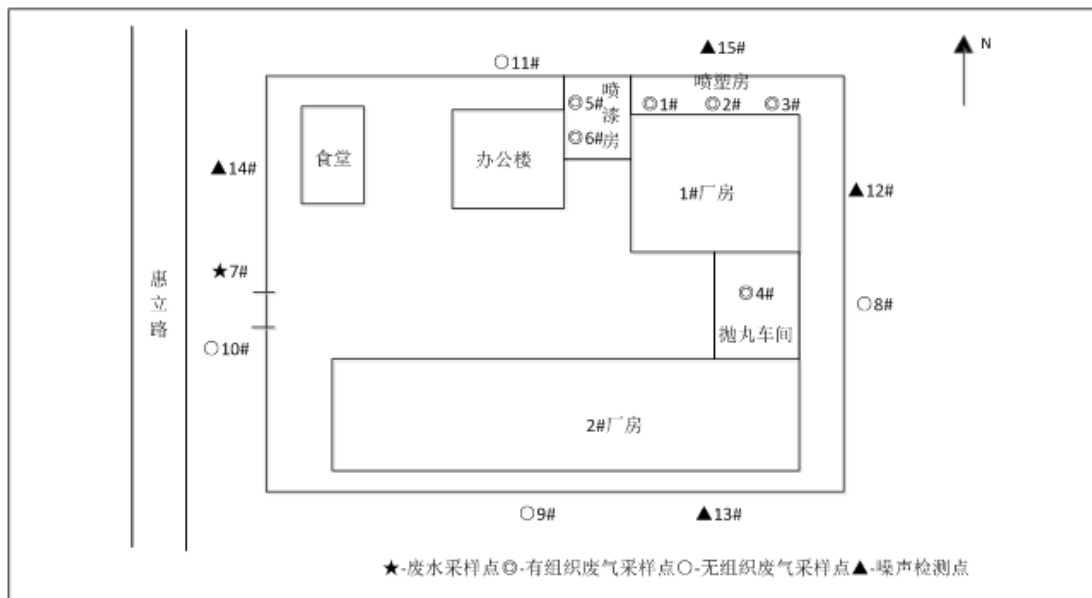 ▲15#
N
○11#
喷塑房
◎5#
◎6#
喷漆房
◎1#
◎2#
◎3#
食堂
办公楼
▲14#
1#厂房
▲12#
★7#
惠立路
◎4#
○8#
○10#
抛丸车间
2#厂房
○9#
▲13#
★-废水采样点◎-有组织废气采样点○-无组织废气采样点▲-噪声检测点